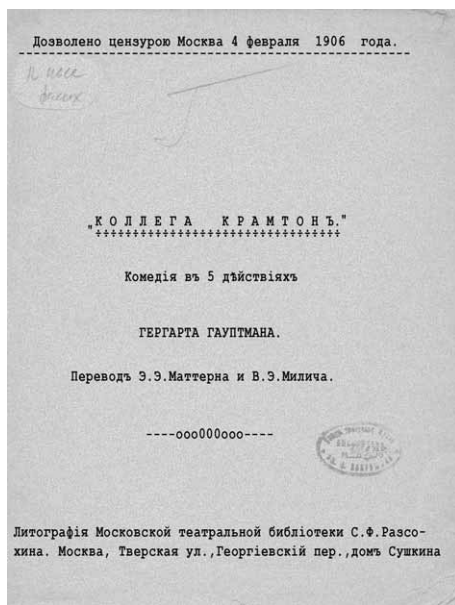 Дозволено цензурою Москва 4 февраля 1906 года.
"КОЛЛЕГА КРАМТОНЪ."
Комедія въ 5 дѣйствіяхъ
ГЕРГАРТА ГАУПТМАНА.
Переводъ Э.Э.Маттерна и В.Э.Милича.
----ооо000ооо----
Литографія Московской театральной библіотеки С.Ф.Разсо-
хина. Москва, Тверская ул.,Георгіевскій пер.,домъ Сушкина